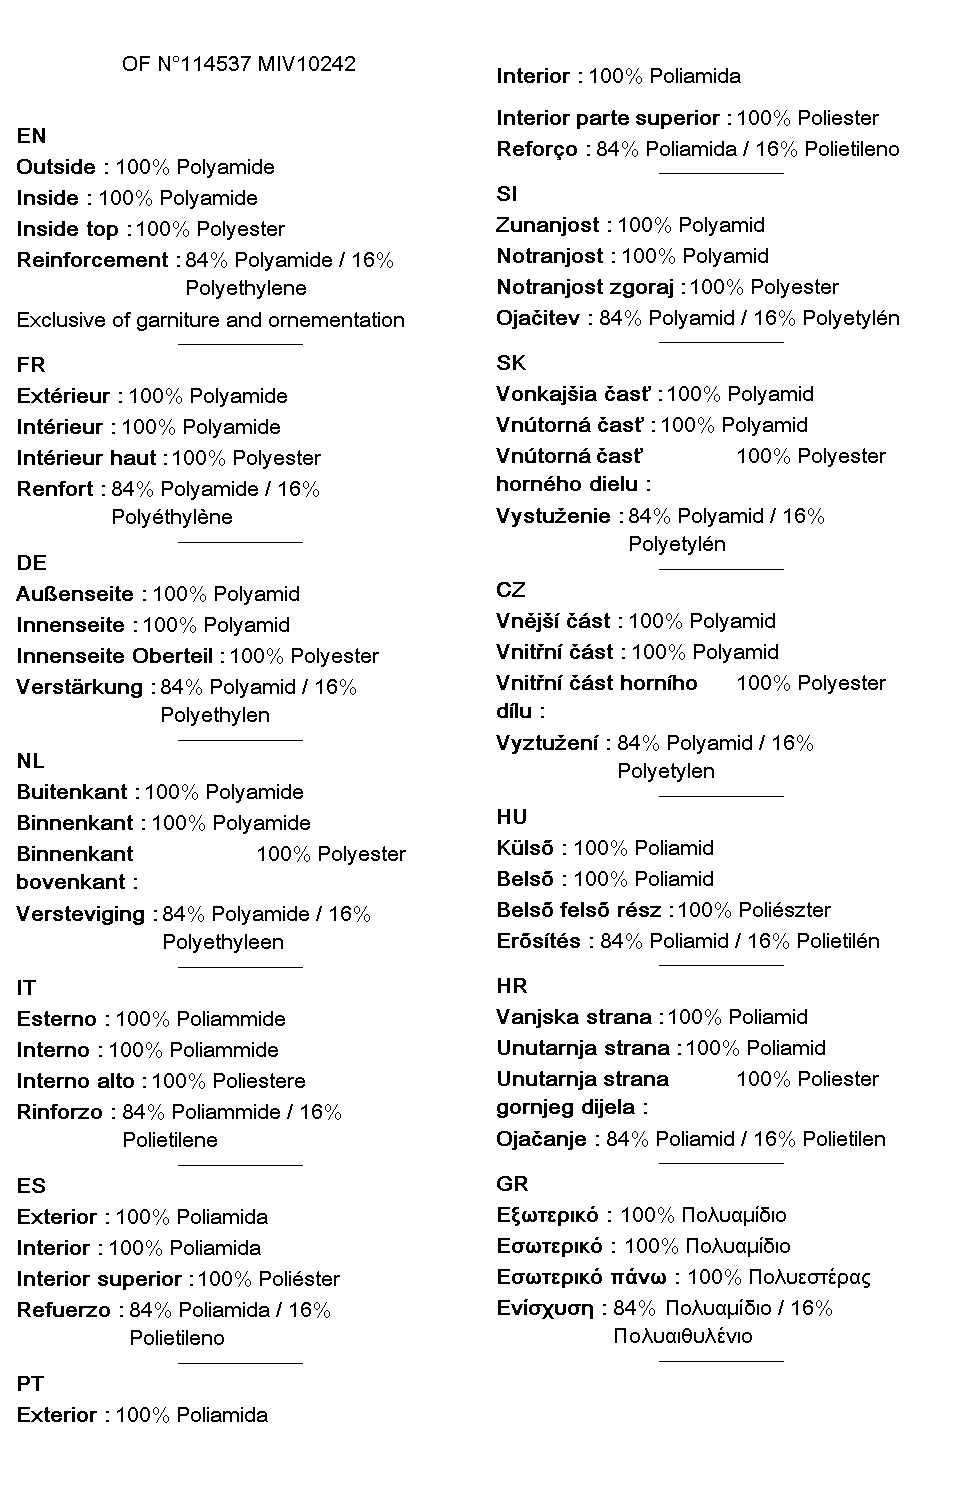 OF N°114537 MIV10242
EN
Outside : 100% Polyamide
Inside : 100% Polyamide
Inside top : 100% Polyester
Reinforcement : 84% Polyamide / 16%
Polyethylene
Exclusive of garniture and ornementation
FR
Extérieur : 100% Polyamide
Intérieur : 100% Polyamide
Intérieur haut : 100% Polyester
Renfort : 84% Polyamide / 16%
Polyéthylène
DE
Außenseite : 100% Polyamid
Innenseite : 100% Polyamid
Innenseite Oberteil : 100% Polyester
Verstärkung : 84% Polyamid / 16%
Polyethylen
NL
Buitenkant : 100% Polyamide
Binnenkant : 100% Polyamide
Binnenkant 100% Polyester
bovenkant :
Versteviging : 84% Polyamide / 16%
Polyethyleen
IT
Esterno : 100% Poliammide
Interno : 100% Poliammide
Interno alto : 100% Poliestere
Rinforzo : 84% Poliammide / 16%
Polietilene
ES
Exterior : 100% Poliamida
Interior : 100% Poliamida
Interior superior : 100% Poliéster
Refuerzo : 84% Poliamida / 16%
Polietileno
PT
Exterior : 100% Poliamida
Interior : 100% Poliamida
Interior parte superior : 100% Poliester
Reforço : 84% Poliamida / 16% Polietileno
SI
Zunanjost : 100% Polyamid
Notranjost : 100% Polyamid
Notranjost zgoraj : 100% Polyester
Ojačitev : 84% Polyamid / 16% Polyetylén
SK
Vonkajšia časť : 100% Polyamid
Vnútorná časť : 100% Polyamid
Vnútorná časť 100% Polyester
horného dielu :
Vystuženie : 84% Polyamid / 16%
Polyetylén
CZ
Vnější část : 100% Polyamid
Vnitřní část : 100% Polyamid
Vnitřní část horního 100% Polyester
dílu :
Vyztužení : 84% Polyamid / 16%
Polyetylen
HU
Külsõ : 100% Poliamid
Belsõ : 100% Poliamid
Belsõ felsõ rész : 100% Poliészter
Erõsítés : 84% Poliamid / 16% Polietilén
HR
Vanjska strana : 100% Poliamid
Unutarnja strana : 100% Poliamid
Unutarnja strana 100% Poliester
gornjeg dijela :
Ojačanje : 84% Poliamid / 16% Polietilen
GR
Εξωτερικό : 100% Πολυαμίδιο
Εσωτερικό : 100% Πολυαμίδιο
Εσωτερικό πάνω : 100% Πολυεστέρας
Ενίσχυση : 84% Πολυαμίδιο / 16%
Πολυαιθυλένιο